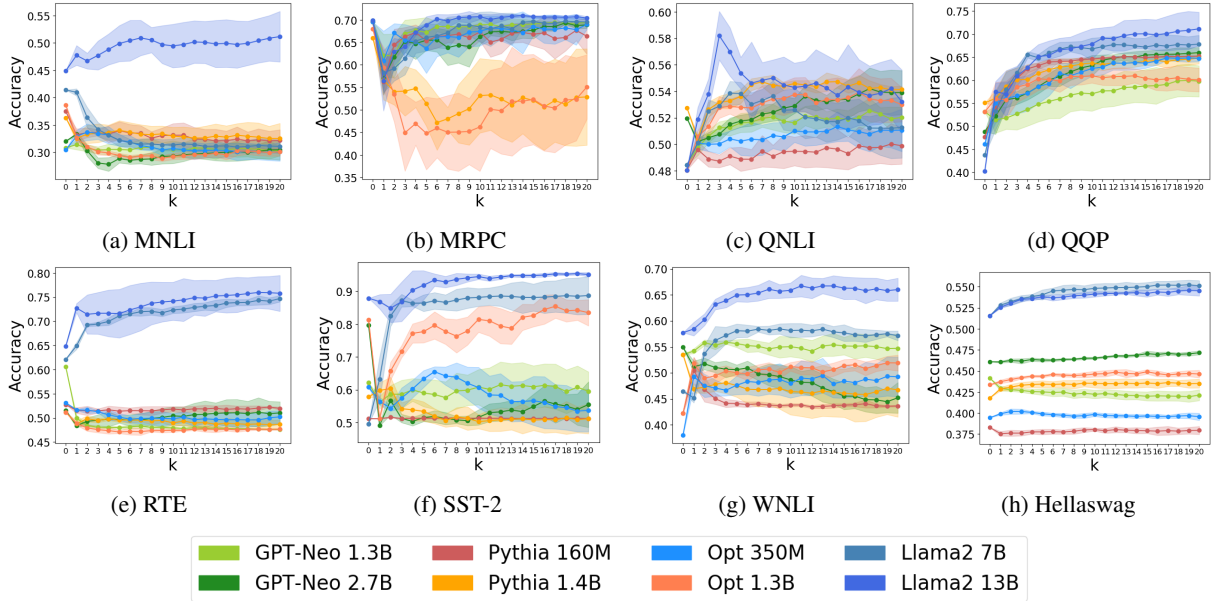 Accuracy
0.50
0.45
0.40
0.35
0.30
0 1 2 3 4 5 6 7 8 9 10 11 12 13 14 15 16 17 18 19 20
k
(a) MNLI
Accuracy
0.70
0.65
0.60
0.55
0.50
0.45
0.40
0.35
0 1 2 3 4 5 6 7 8 9 10 11 12 13 14 15 16 17 18 19 20
k
(b) MRPC
Accuracy
0.60
0.58
0.56
0.54
0.52
0.50
0.48
0 1 2 3 4 5 6 7 8 9 10 11 12 13 14 15 16 17 18 19 20
k
(c) QNLI
Accuracy
0.75
0.70
0.65
0.60
0.55
0.50
0.45
0.40
0 1 2 3 4 5 6 7 8 9 10 11 12 13 14 15 16 17 18 19 20
k
(d) QQP
Accuracy
0.80
0.75
0.70
0.65
0.60
0.55
0.50
0.45
0 1 2 3 4 5 6 7 8 9 10 11 12 13 14 15 16 17 18 19 20
k
(e) RTE
Accuracy
0.9
0.8
0.7
0.6
0.5
0 1 2 3 4 5 6 7 8 9 10 11 12 13 14 15 16 17 18 19 20
k
(f) SST-2
Accuracy
0.70
0.65
0.60
0.55
0.50
0.45
0.40
0 1 2 3 4 5 6 7 8 9 10 11 12 13 14 15 16 17 18 19 20
k
(g) WNLI
Accuracy
0.550
0.525
0.500
0.475
0.450
0.425
0.400
0.375
0 1 2 3 4 5 6 7 8 9 10 11 12 13 14 15 16 17 18 19 20
k
(h) Hellaswag
GPT-Neo 1.3B Pythia 160M Opt 350M Llama2 7B
GPT-Neo 2.7B Pythia 1.4B Opt 1.3B Llama2 13B